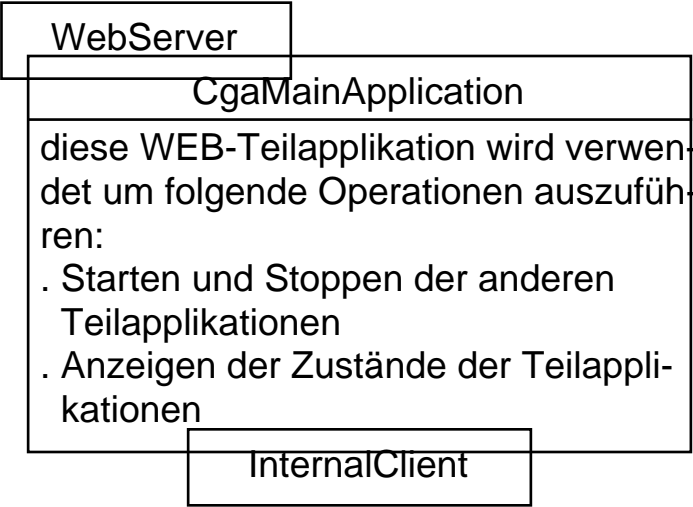 WebServer
CgaMainApplication
diese WEB-Teilapplikation wird verwen-
det um folgende Operationen auszufüh-
ren:
. Starten und Stoppen der anderen
Teilapplikationen
. Anzeigen der Zustände der Teilappli-
kationen
InternalClient